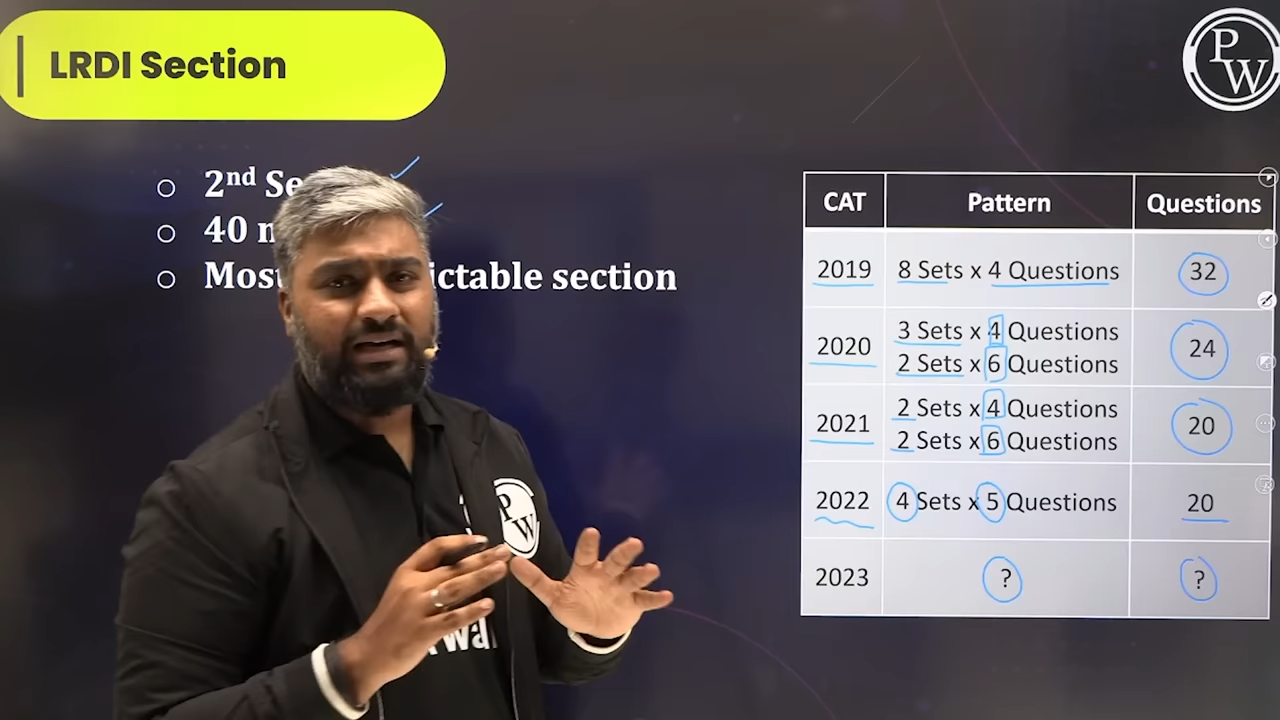 LRDI Section
PW
2nd Se
40 m
Most ictable section
CAT Pattern Questions
2019 8 Sets x 4 Questions 32
2020 3 Sets x 4 Questions 24
2 Sets x 6 Questions
2021 2 Sets x 4 Questions 20
2 Sets x 6 Questions
2022 4 Sets x 5 Questions 20
2023 ? ?
PW